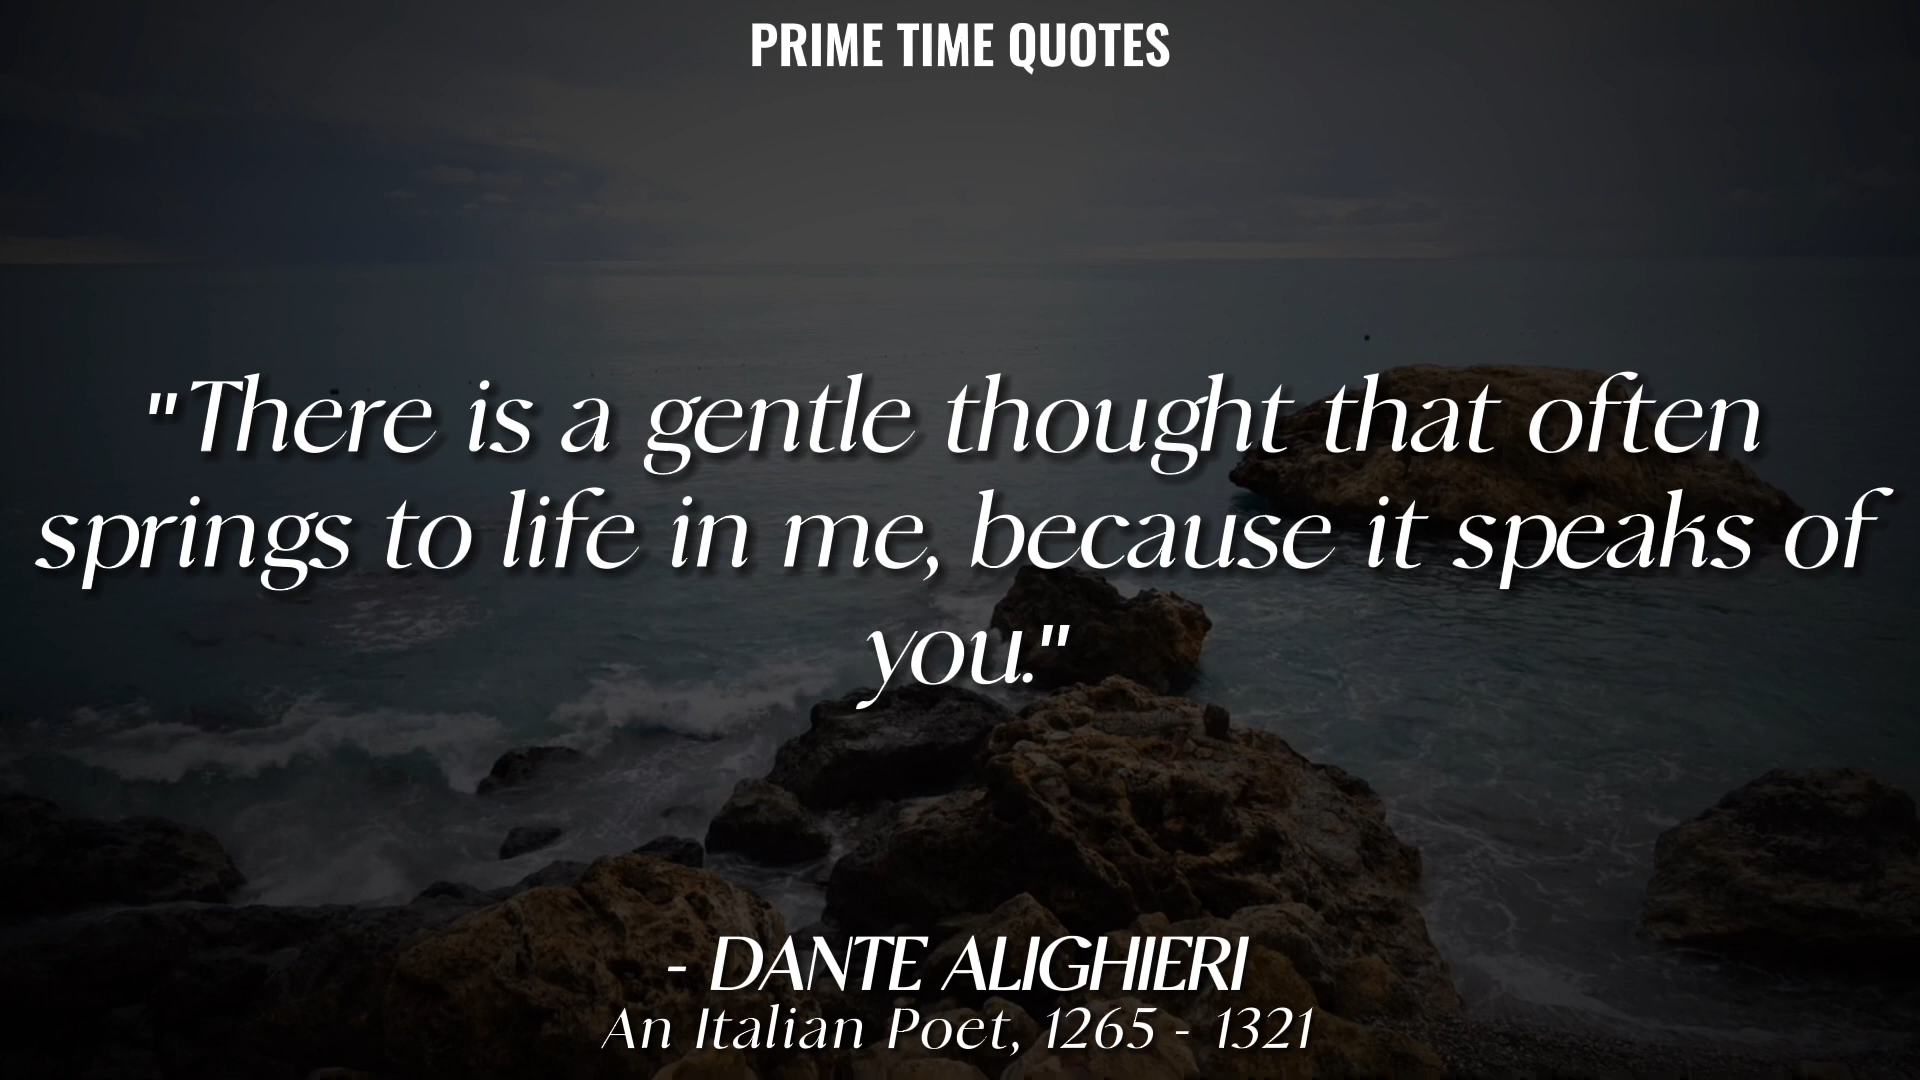 PRIME TIME QUOTES
"There is a gentle thought that often
springs to life in me, because it speaks of
you."
- DANTE ALIGHIERI
An Italian Poet, 1265 - 1321